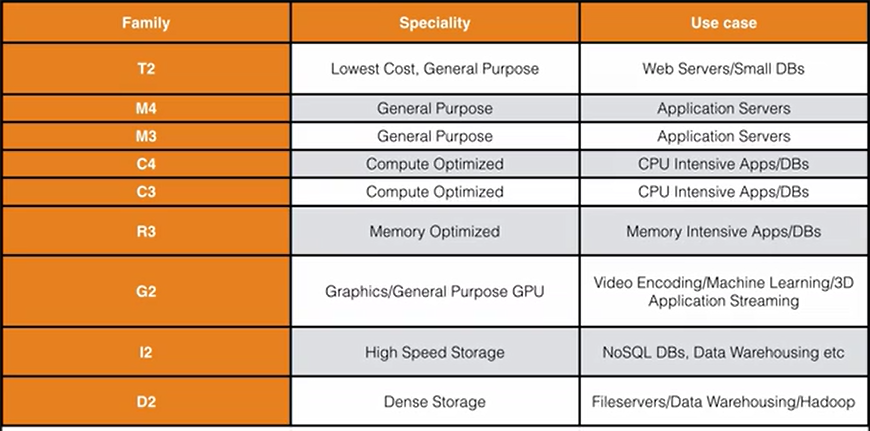 Family Speciality Use case
T2 Lowest Cost, General Purpose Web Servers/Small DBs
M4 General Purpose Application Servers
M3 General Purpose Application Servers
C4 Compute Optimized CPU Intensive Apps/DBs
C3 Compute Optimized CPU Intensive Apps/DBs
R3 Memory Optimized Memory Intensive Apps/DBs
G2 Graphics/General Purpose GPU Video Encoding/Machine Learning/3D
Application Streaming
I2 High Speed Storage NoSQL DBs, Data Warehousing etc
D2 Dense Storage Fileservers/Data Warehousing/Hadoop